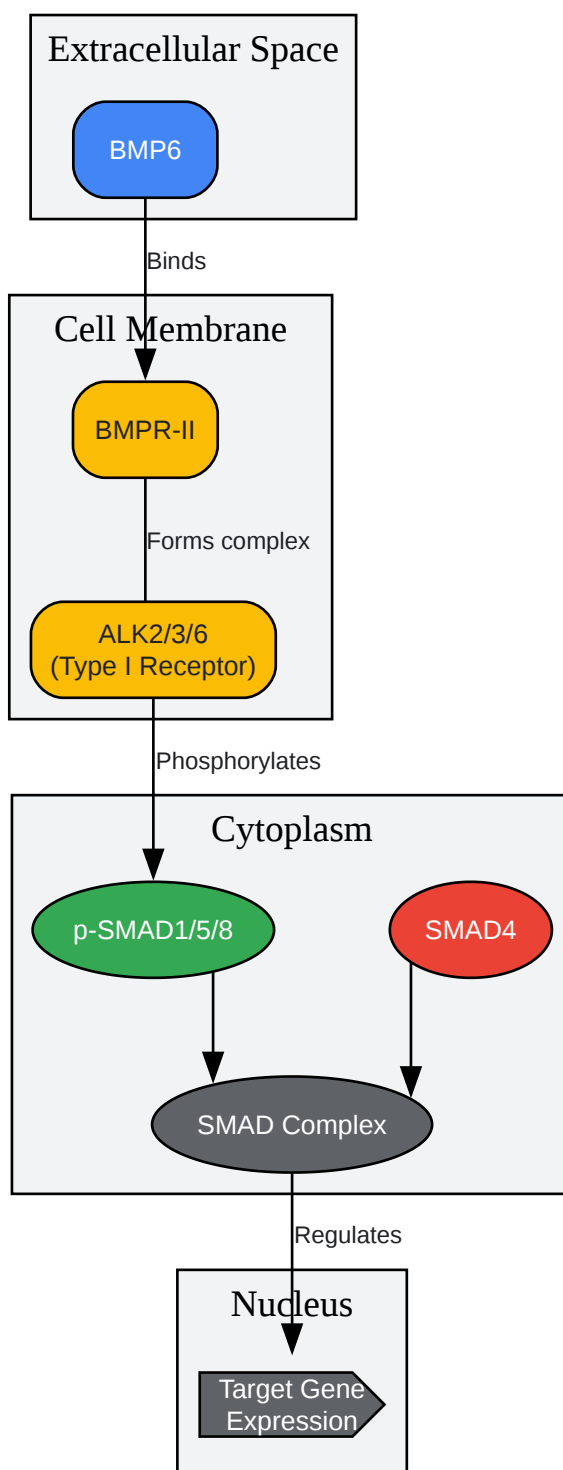 Extracellular Space
BMP6
Binds
Cell Membrane
BMPR-II
Forms complex
ALK2/3/6
(Type I Receptor)
Phosphorylates
Cytoplasm
p-SMAD1/5/8
SMAD4
SMAD Complex
Regulates
Nucleus
Target Gene
Expression